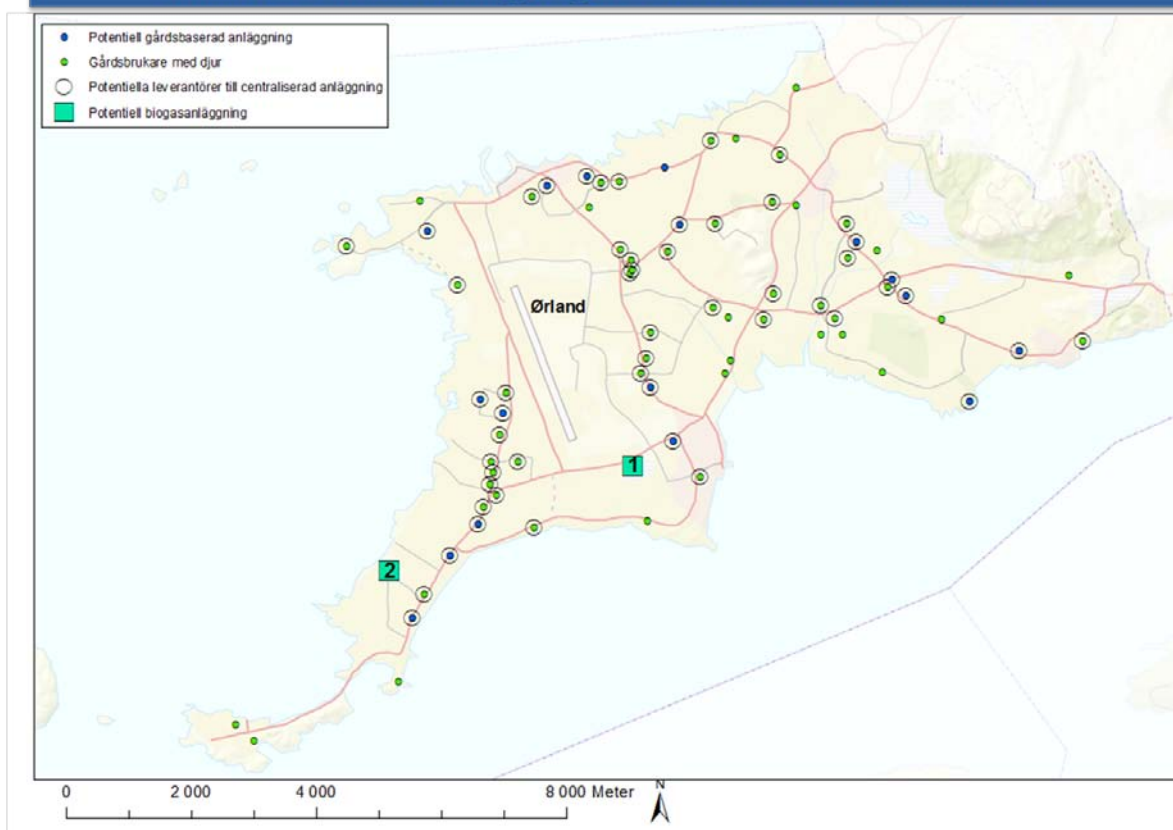 Potentiell gårdsbaserad anläggning
Gårdsbrukare med djur
Potentiella leverantörer till centraliserad anläggning
Potentiell biogasanläggning
Ørland
1
2
0 2 000 4 000 8 000 Meter
N